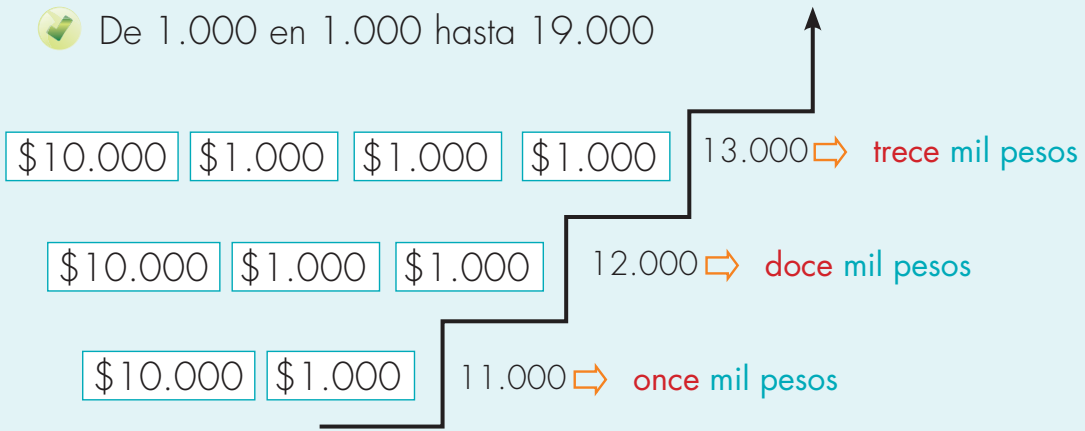 De 1.000 en 1.000 hasta 19.000
$10.000 $1.000 $1.000 $1.000 13.000 trece mil pesos
$10.000 $1.000 $1.000 12.000 doce mil pesos
$10.000 $1.000 11.000 once mil pesos